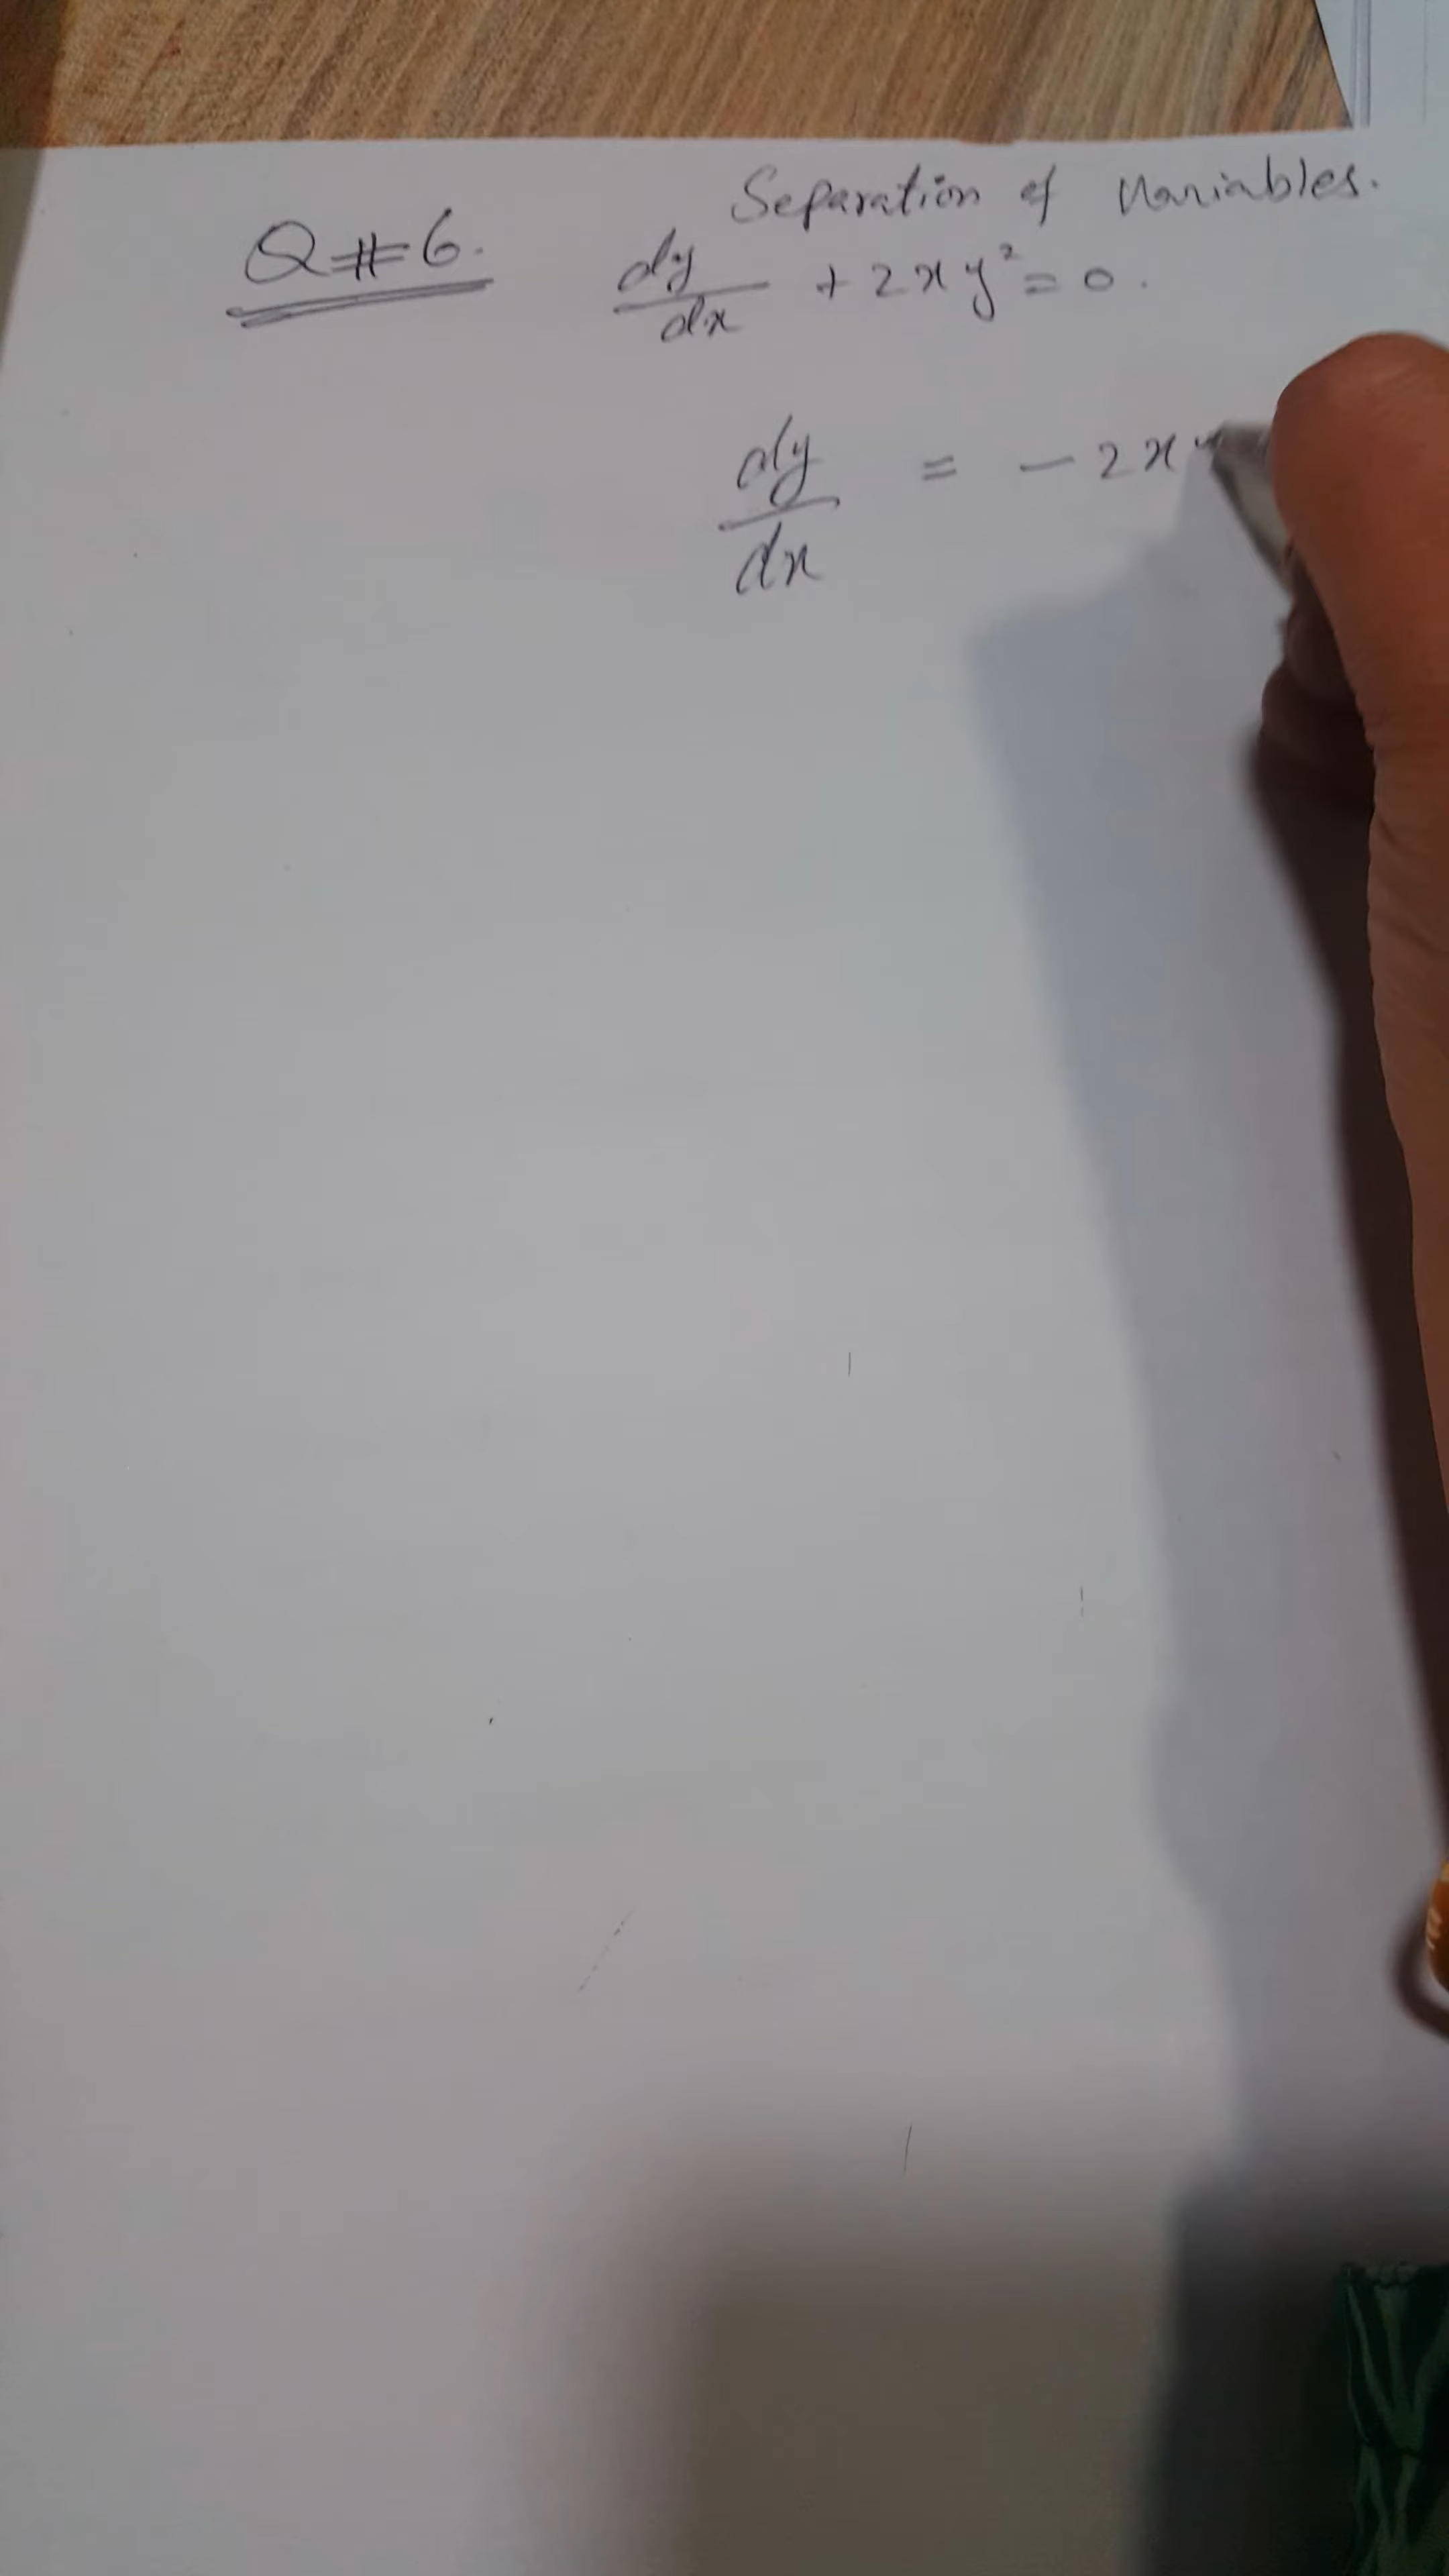 Separation of Variables.
Q#6. dy/dx + 2xy² = 0.
dy/dx = - 2x